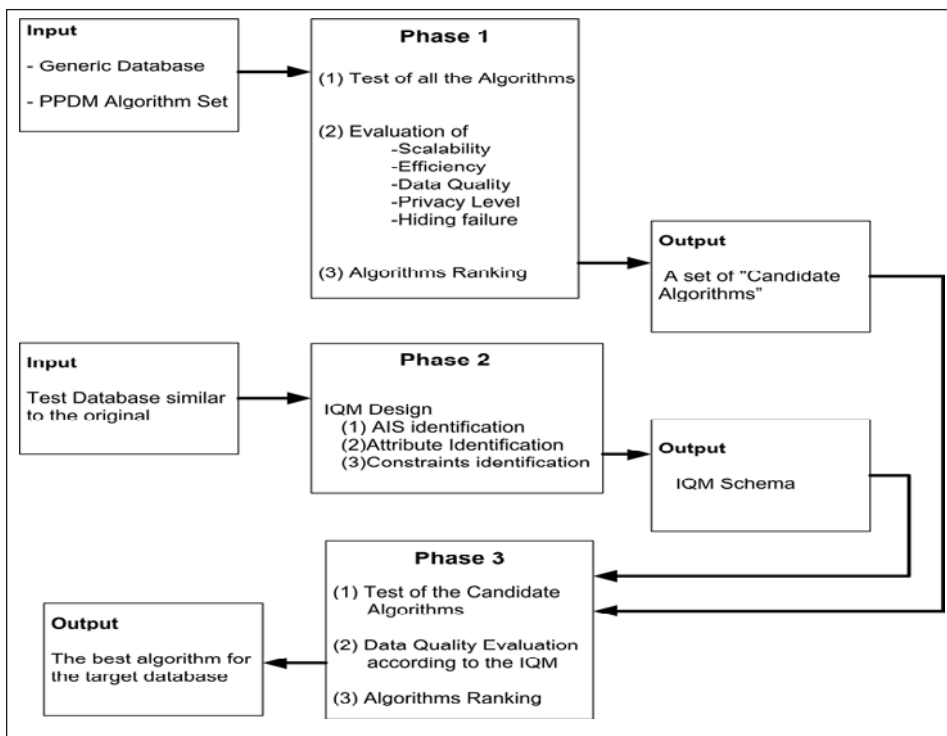 Input
- Generic Database
- PPDM Algorithm Set
Phase 1
(1) Test of all the Algorithms
(2) Evaluation of
-Scalability
-Efficiency
-Data Quality
-Privacy Level
-Hiding failure
(3) Algorithms Ranking
Output
A set of "Candidate
Algorithms"
Input
Test Database similar
to the original
Phase 2
IQM Design
(1) AIS identification
(2)Attribute Identification
(3)Constraints identification
Output
IQM Schema
Phase 3
(1) Test of the Candidate
Algorithms
(2) Data Quality Evaluation
according to the IQM
(3) Algorithms Ranking
Output
The best algorithm for
the target database